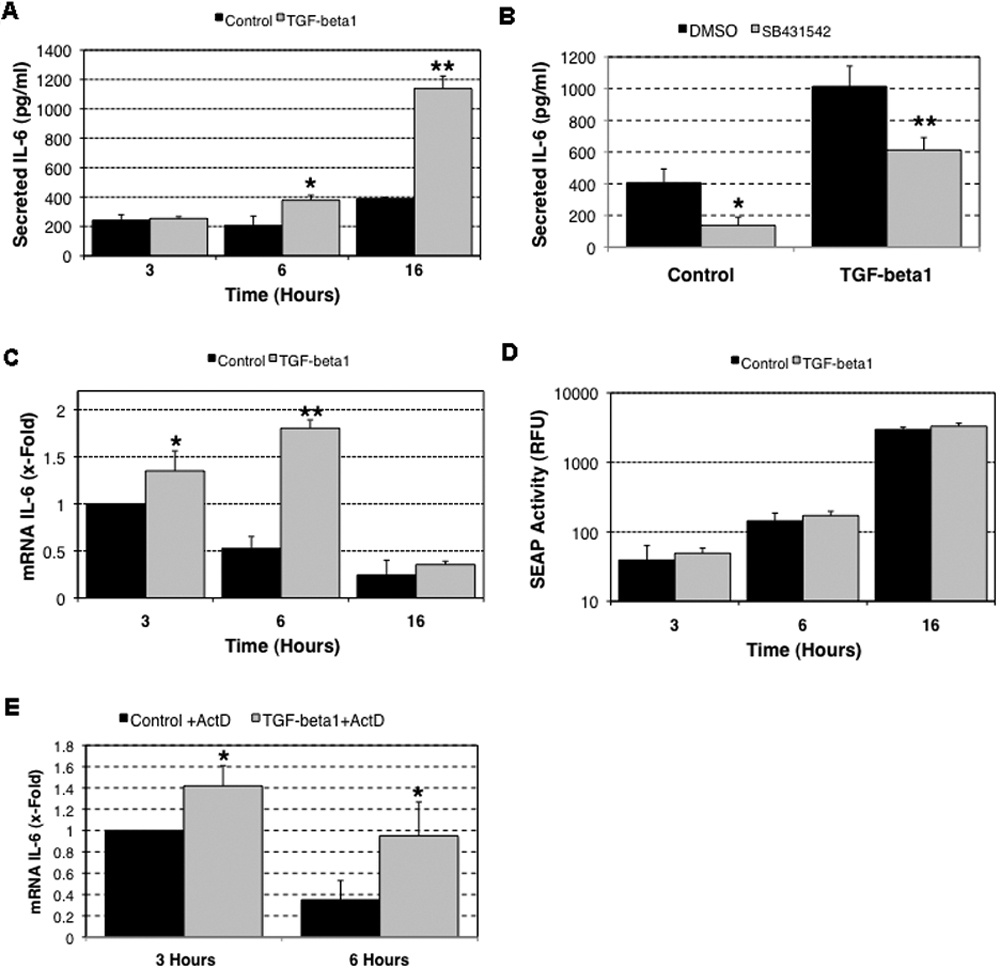 A
Control TGF-beta1
Secreted IL-6 (pg/ml)
1400
1200
1000
800
600
400
200
0
*
**
3 6 16
Time (Hours)
B
DMSO SB431542
Secreted IL-6 (pg/ml)
1200
1000
800
600
400
200
0
*
**
Control TGF-beta1
C
Control TGF-beta1
mRNA IL-6 (x-Fold)
2
1.5
1
0.5
0
*
**
3 6 16
Time (Hours)
D
Control TGF-beta1
SEAP Activity (RFU)
10000
1000
100
10
3 6 16
Time (Hours)
E
Control +ActD TGF-beta1+ActD
mRNA IL-6 (x-Fold)
1.8
1.6
1.4
1.2
1
0.8
0.6
0.4
0.2
0
*
*
3 Hours 6 Hours